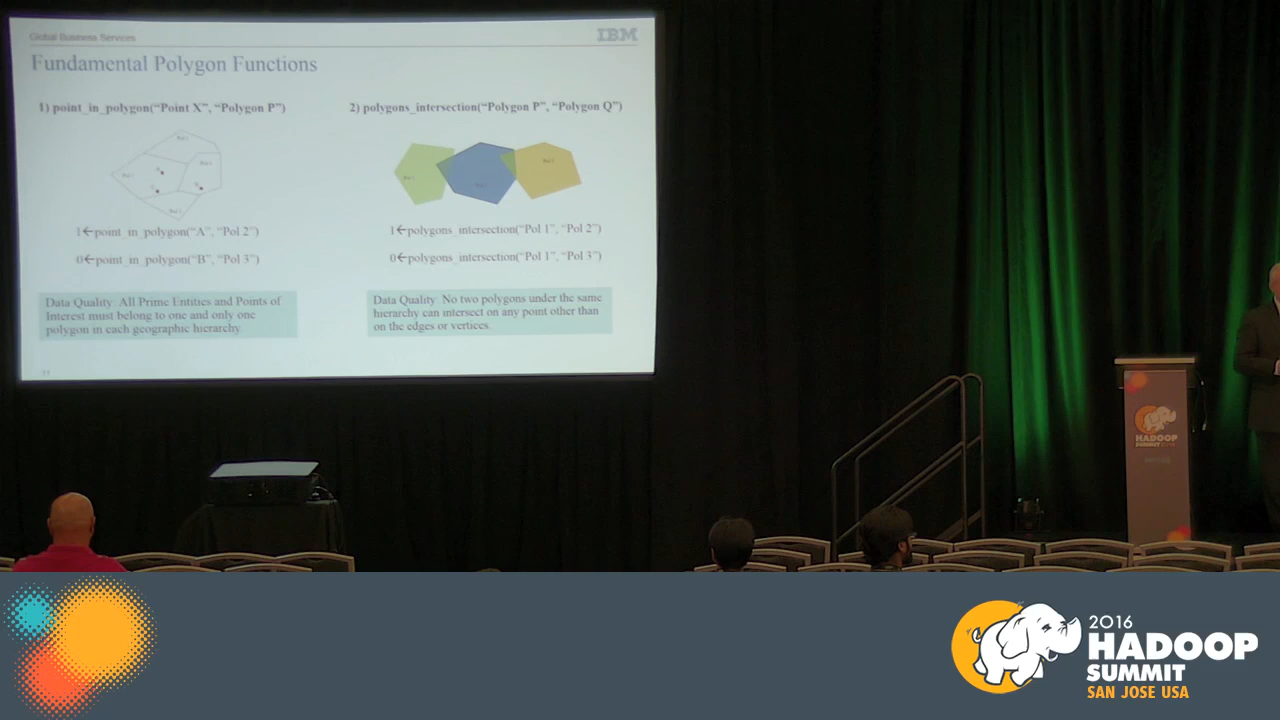 Global Business Services
IBM
Fundamental Polygon Functions
1) point_in_polygon(“Point X”, “Polygon P”)
2) polygons_intersection(“Polygon P”, “Polygon Q”)
1←point_in_polygon(“A”, “Pol 2”)
0←point_in_polygon(“B”, “Pol 3”)
1←polygons_intersection(“Pol 1”, “Pol 2”)
0←polygons_intersection(“Pol 1”, “Pol 3”)
Data Quality: All Prime Entities and Points of
Interest must belong to one and only one
polygon in each geographic hierarchy.
Data Quality: No two polygons under the same
hierarchy can intersect on any point other than
on the edges or vertices.
HADOOP
SUMMIT
2016
HADOOP
SUMMIT
SAN JOSE USA